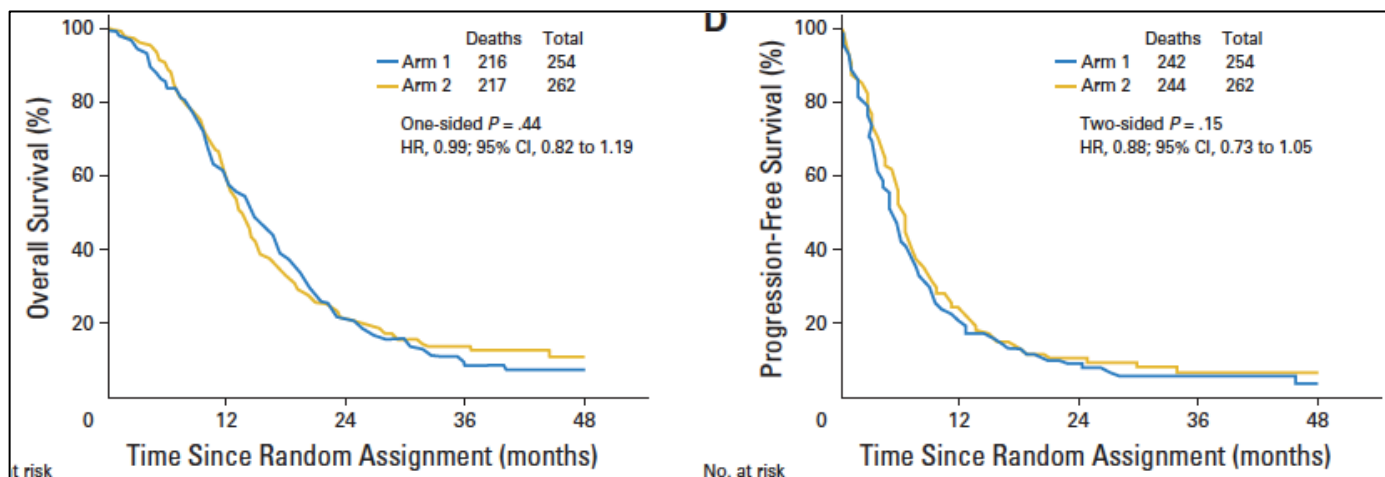 Overall Survival (%)
100
80
60
40
20
0
12
24
36
48
Time Since Random Assignment (months)
t risk
Deaths Total
Arm 1 216 254
Arm 2 217 262
One-sided P = .44
HR, 0.99; 95% CI, 0.82 to 1.19
D
Progression-Free Survival (%)
100
80
60
40
20
0
12
24
36
48
Time Since Random Assignment (months)
No. at risk
Deaths Total
Arm 1 242 254
Arm 2 244 262
Two-sided P = .15
HR, 0.88; 95% CI, 0.73 to 1.05